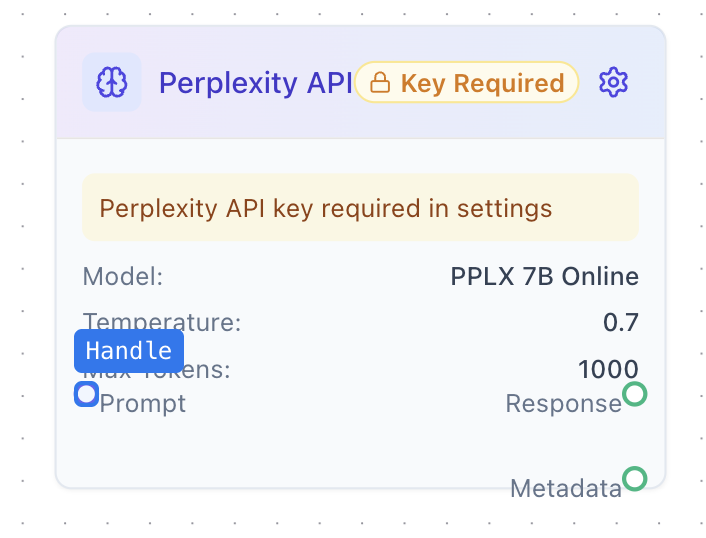 Perplexity API Key Required
Perplexity API key required in settings
Model: PPLX 7B Online
Temperature: 0.7
Handle
Max Tokens: 1000
Prompt Response
Metadata